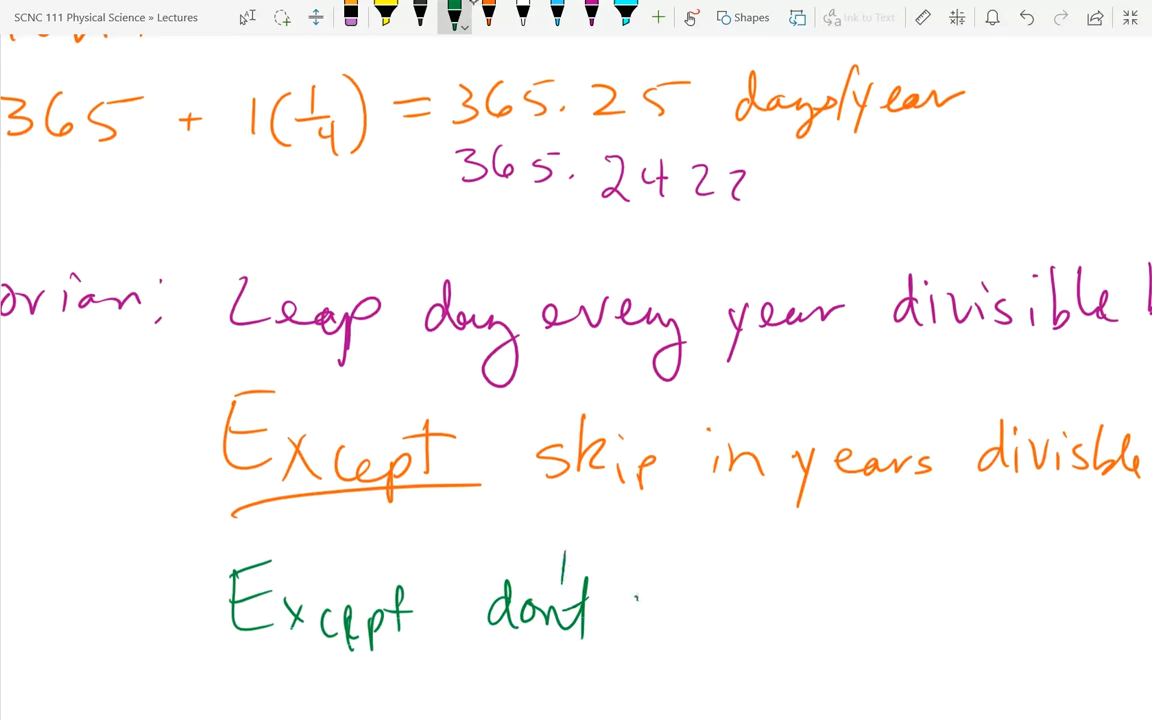 SCNC 111 Physical Science » Lectures
Shapes
Ink to Text
365 + 1(1/4) = 365.25 days/year
365.2422
orian: Leap day every year divisible
Except skip in years divisble
Except don't